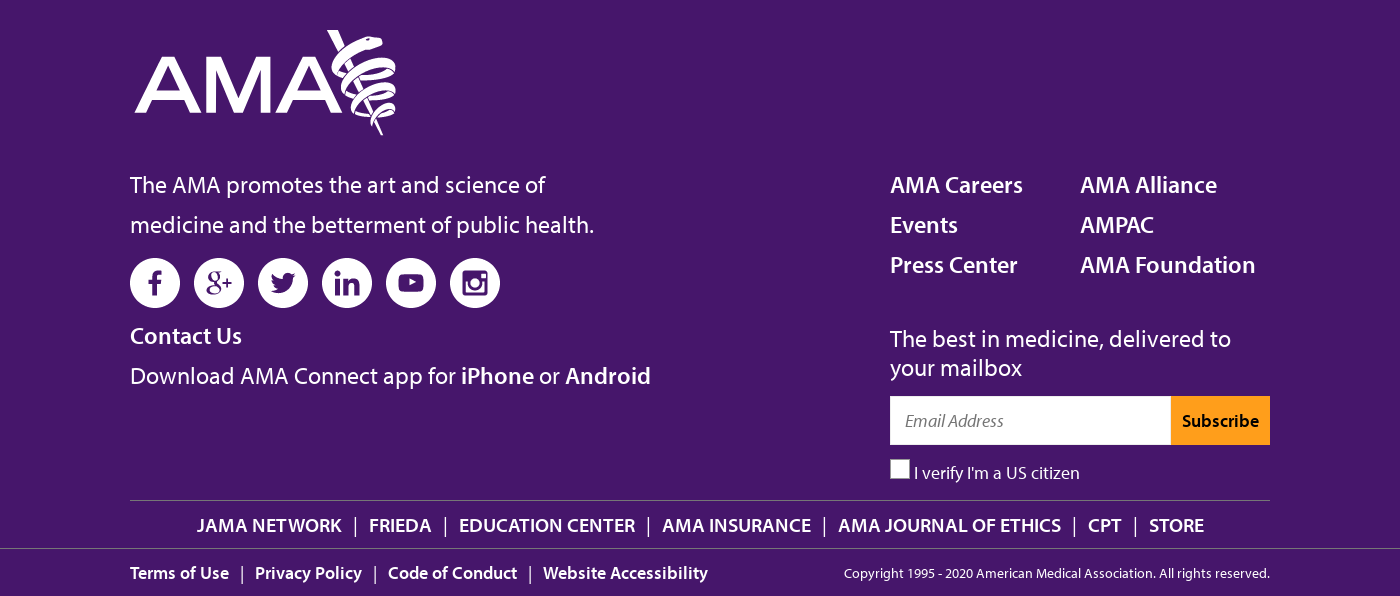 AMA
The AMA promotes the art and science of
medicine and the betterment of public health.
Contact Us
Download AMA Connect app for iPhone or Android
AMA Careers
Events
Press Center
AMA Alliance
AMPAC
AMA Foundation
The best in medicine, delivered to
your mailbox
Email Address
Subscribe
I verify I'm a US citizen
JAMA NETWORK | FRIEDA | EDUCATION CENTER | AMA INSURANCE | AMA JOURNAL OF ETHICS | CPT | STORE
Terms of Use | Privacy Policy | Code of Conduct | Website Accessibility
Copyright 1995 - 2020 American Medical Association. All rights reserved.